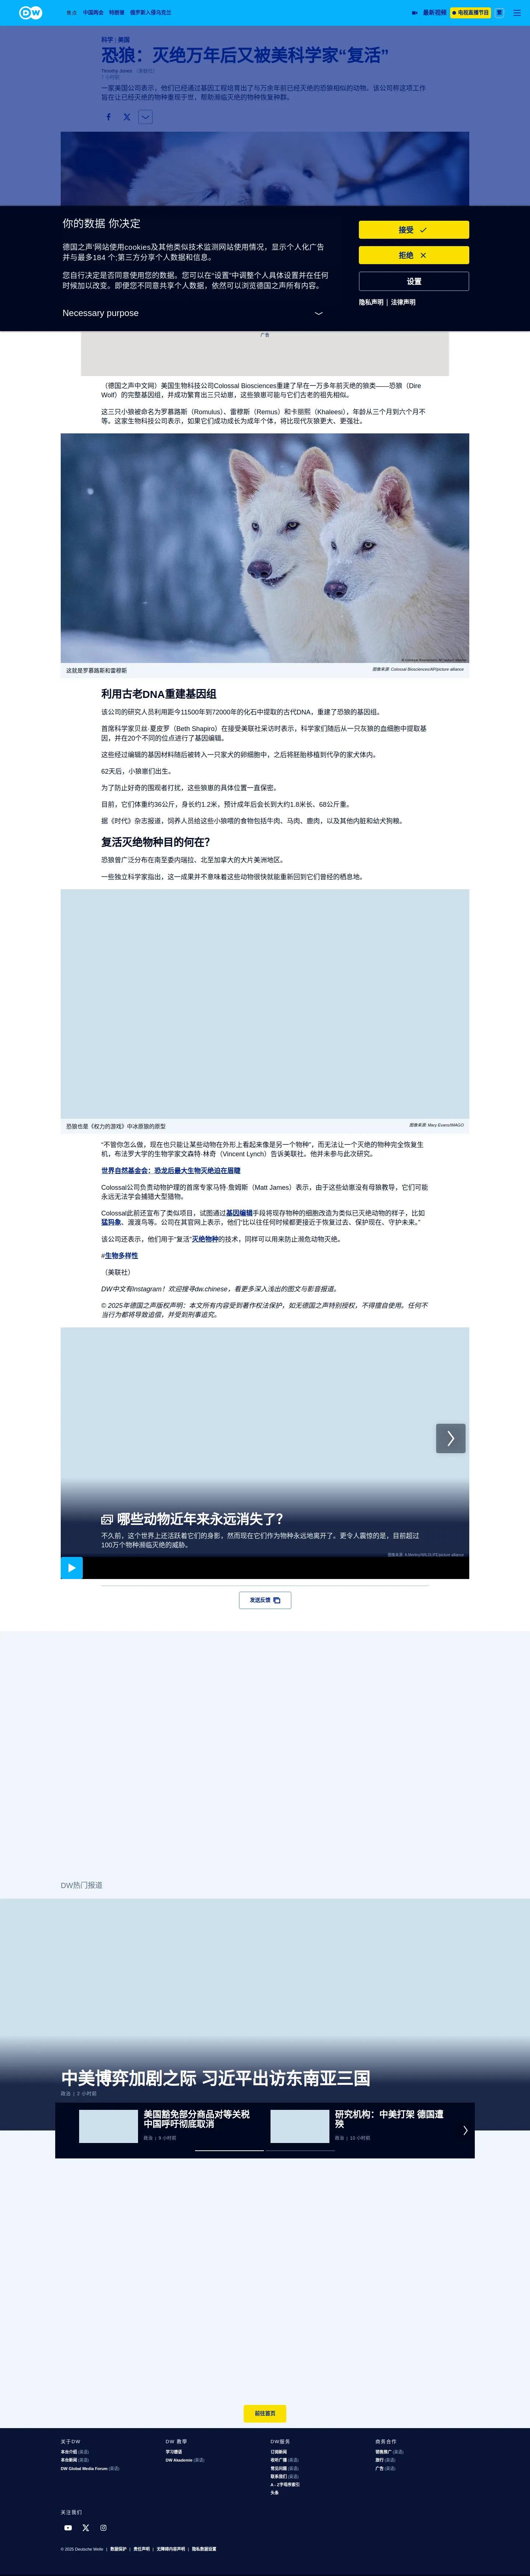 DW
焦点 中国两会 特朗普 俄罗斯入侵乌克兰
最新视频 电视直播节目 繁
科学 | 美国
恐狼：灭绝万年后又被美科学家“复活”
Timothy Jones （美联社）
7 小时前
一家美国公司表示，他们已经通过基因工程培育出了与万余年前已经灭绝的恐狼相似的动物。该公司称这项工作
旨在让已经灭绝的物种重现于世，帮助濒临灭绝的物种恢复种群。
你的数据 你决定
德国之声’网站使用cookies及其他类似技术监测网站使用情况，显示个人化广告
并与最多184 个;第三方分享个人数据和信息。
您自行决定是否同意使用您的数据。您可以在“设置”中调整个人具体设置并在任何
时候加以改变。即便您不同意共享个人数据，依然可以浏览德国之声所有内容。
Necessary purpose
接受
拒绝
设置
隐私声明 | 法律声明
广告
（德国之声中文网）美国生物科技公司Colossal Biosciences重建了早在一万多年前灭绝的狼类——恐狼（Dire
Wolf）的完整基因组，并成功繁育出三只幼崽，这些狼崽可能与它们古老的祖先相似。
这三只小狼被命名为罗慕路斯（Romulus）、雷穆斯（Remus）和卡丽熙（Khaleesi），年龄从三个月到六个月不
等。这家生物科技公司表示，如果它们成功成长为成年个体，将比现代灰狼更大、更强壮。
这就是罗慕路斯和雷穆斯
图像来源: Colossal Biosciences/AP/picture alliance
利用古老DNA重建基因组
该公司的研究人员利用距今11500年到72000年的化石中提取的古代DNA，重建了恐狼的基因组。
首席科学家贝丝·夏皮罗（Beth Shapiro）在接受美联社采访时表示，科学家们随后从一只灰狼的血细胞中提取基
因，并在20个不同的位点进行了基因编辑。
这些经过编辑的基因材料随后被转入一只家犬的卵细胞中，之后将胚胎移植到代孕的家犬体内。
62天后，小狼崽们出生。
为了防止好奇的围观者打扰，这些狼崽的具体位置一直保密。
目前，它们体重约36公斤，身长约1.2米，预计成年后会长到大约1.8米长、68公斤重。
据《时代》杂志报道，饲养人员给这些小狼喂的食物包括牛肉、马肉、鹿肉，以及其他内脏和幼犬狗粮。
复活灭绝物种目的何在？
恐狼曾广泛分布在南至委内瑞拉、北至加拿大的大片美洲地区。
一些独立科学家指出，这一成果并不意味着这些动物很快就能重新回到它们曾经的栖息地。
恐狼也是《权力的游戏》中冰原狼的原型
图像来源: Mary Evans/IMAGO
“不管你怎么做，现在也只能让某些动物在外形上看起来像是另一个物种”，而无法让一个灭绝的物种完全恢复生
机，布法罗大学的生物学家文森特·林奇（Vincent Lynch）告诉美联社。他并未参与此次研究。
世界自然基金会：恐龙后最大生物灭绝迫在眉睫
Colossal公司负责动物护理的首席专家马特·詹姆斯（Matt James）表示，由于这些幼崽没有母狼教导，它们可能
永远无法学会捕猎大型猎物。
Colossal此前还宣布了类似项目，试图通过基因编辑手段将现存物种的细胞改造为类似已灭绝动物的样子，比如
猛犸象、渡渡鸟等。公司在其官网上表示，他们“比以往任何时候都更接近于恢复过去、保护现在、守护未来。”
该公司还表示，他们用于“复活”灭绝物种的技术，同样可以用来防止濒危动物灭绝。
#生物多样性
（美联社）
DW中文有Instagram！欢迎搜寻dw.chinese，看更多深入浅出的图文与影音报道。
© 2025年德国之声版权声明：本文所有内容受到著作权法保护，如无德国之声特别授权，不得擅自使用。任何不
当行为都将导致追偿，并受到刑事追究。
哪些动物近年来永远消失了？
不久前，这个世界上还活跃着它们的身影，然而现在它们作为物种永远地离开了。更令人震惊的是，目前超过
100万个物种濒临灭绝的威胁。
发送反馈
DW热门报道
中美博弈加剧之际 习近平出访东南亚三国
政治 | 2 小时前
美国豁免部分商品对等关税
中国呼吁彻底取消
政治 | 9 小时前
研究机构：中美打架 德国遭
殃
政治 | 10 小时前
前往首页
关于DW
本台介绍 (英语)
本台新闻 (英语)
DW Global Media Forum (英语)
DW 教学
学习德语
DW Akademie (英语)
DW服务
订阅新闻
收听广播 (英语)
常见问题 (英语)
联系我们 (英语)
A - Z字母序索引
头条
商务合作
销售推广 (英语)
旅行 (英语)
广告 (英语)
关注我们
© 2025 Deutsche Welle | 数据保护 | 责任声明 | 无障碍内容声明 | 隐私数据设置